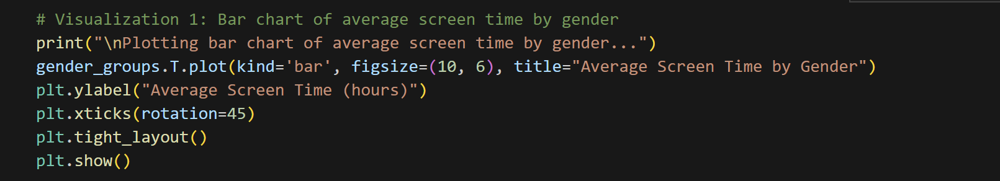 # Visualization 1: Bar chart of average screen time by gender
print("\nPlotting bar chart of average screen time by gender...")
gender_groups.T.plot(kind='bar', figsize=(10, 6), title="Average Screen Time by Gender")
plt.ylabel("Average Screen Time (hours)")
plt.xticks(rotation=45)
plt.tight_layout()
plt.show()